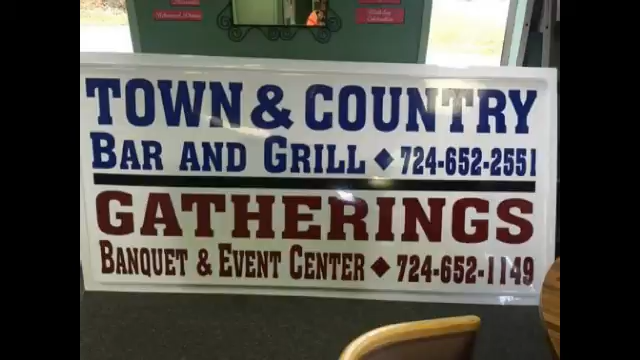 TOWN & COUNTRY
BAR AND GRILL ◆ 724-652-2551
GATHERINGS
BANQUET & EVENT CENTER ◆ 724-652-1149